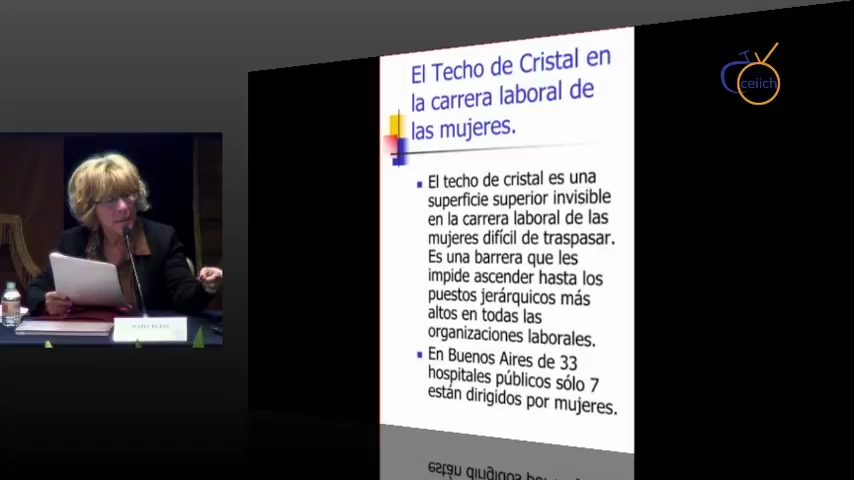 El Techo de Cristal en
la carrera laboral de
las mujeres.
El techo de cristal es una
superficie superior invisible
en la carrera laboral de las
mujeres difícil de traspasar.
Es una barrera que les
impide ascender hasta los
puestos jerárquicos más
altos en todas las
organizaciones laborales.
En Buenos Aires de 33
hospitales públicos sólo 7
están dirigidos por mujeres.
ceiich